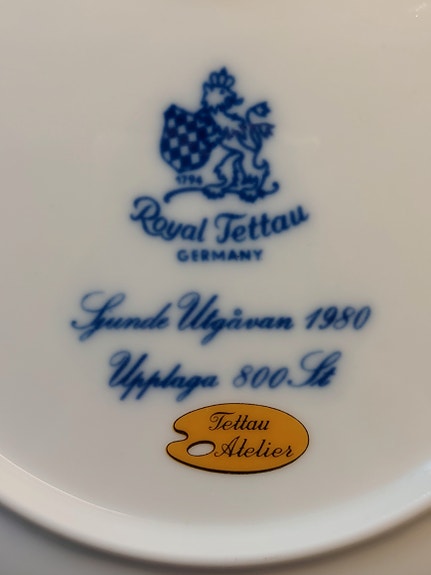 1794
Royal Tettau
GERMANY
Sjunde Utgåvan 1980
Upplaga 800 St
Tettau
Atelier